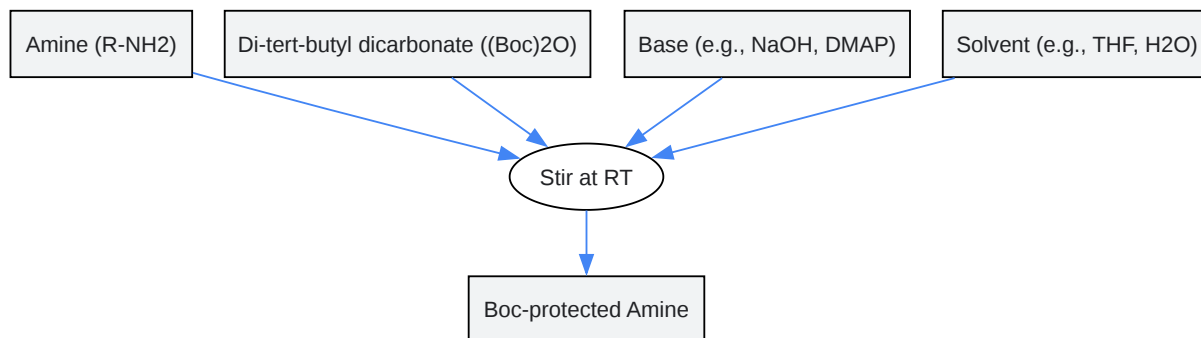 Amine (R-NH2)
Di-tert-butyl dicarbonate ((Boc)2O)
Base (e.g., NaOH, DMAP)
Solvent (e.g., THF, H2O)
Stir at RT
Boc-protected Amine